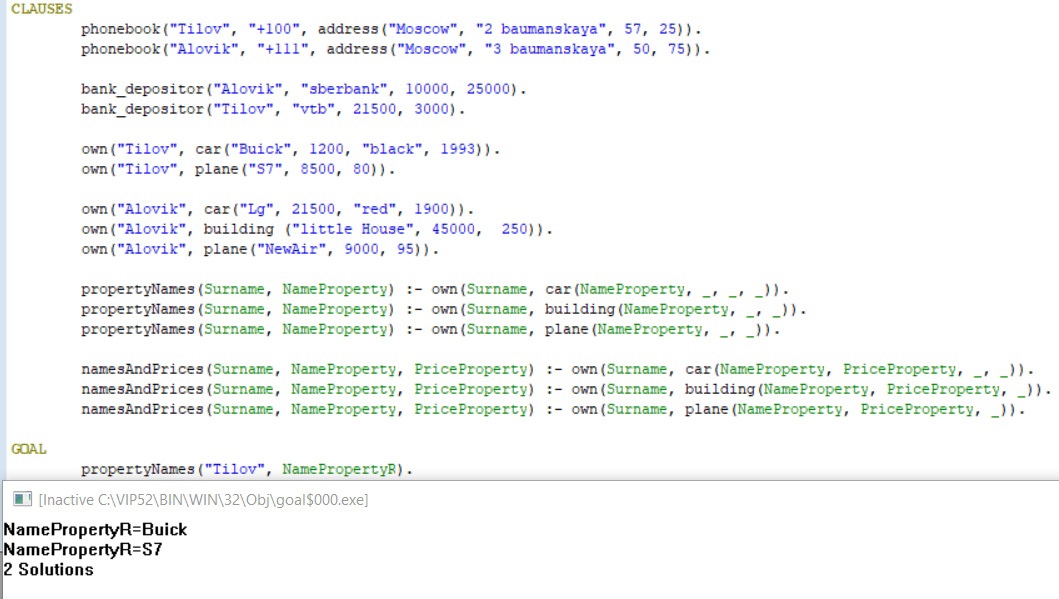 CLAUSES
phonebook("Tilov", "+100", address("Moscow", "2 baumanskaya", 57, 25)).
phonebook("Alovik", "+111", address("Moscow", "3 baumanskaya", 50, 75)).
bank_depositor("Alovik", "sberbank", 10000, 25000).
bank_depositor("Tilov", "vtb", 21500, 3000).
own("Tilov", car("Buick", 1200, "black", 1993)).
own("Tilov", plane("S7", 8500, 80)).
own("Alovik", car("Lg", 21500, "red", 1900)).
own("Alovik", building ("little House", 45000,  250)).
own("Alovik", plane("NewAir", 9000, 95)).
propertyNames(Surname, NameProperty) :- own(Surname, car(NameProperty, _, _, _)).
propertyNames(Surname, NameProperty) :- own(Surname, building(NameProperty, _, _)).
propertyNames(Surname, NameProperty) :- own(Surname, plane(NameProperty, _, _)).
namesAndPrices(Surname, NameProperty, PriceProperty) :- own(Surname, car(NameProperty, PriceProperty, _, _)).
namesAndPrices(Surname, NameProperty, PriceProperty) :- own(Surname, building(NameProperty, PriceProperty, _)).
namesAndPrices(Surname, NameProperty, PriceProperty) :- own(Surname, plane(NameProperty, PriceProperty, _)).
GOAL
propertyNames("Tilov", NamePropertyR).
[Inactive C:\VIP52\BIN\WIN\32\Obj\goal$000.exe]
NamePropertyR=Buick
NamePropertyR=S7
2 Solutions